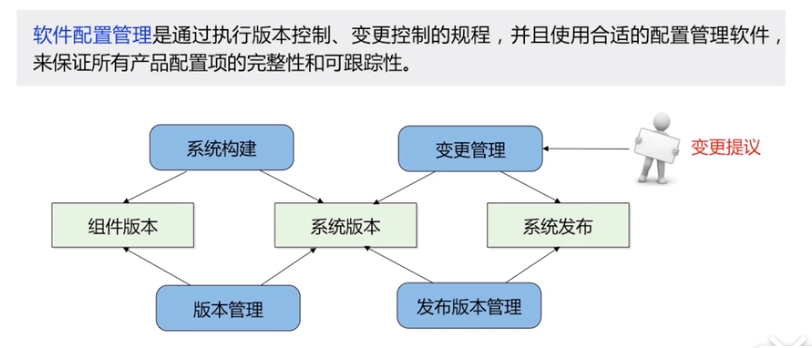 软件配置管理是通过执行版本控制、变更控制的规程，并且使用合适的配置管理软件，
来保证所有产品配置项的完整性和可跟踪性。
系统构建
变更管理
变更提议
组件版本
系统版本
系统发布
版本管理
发布版本管理